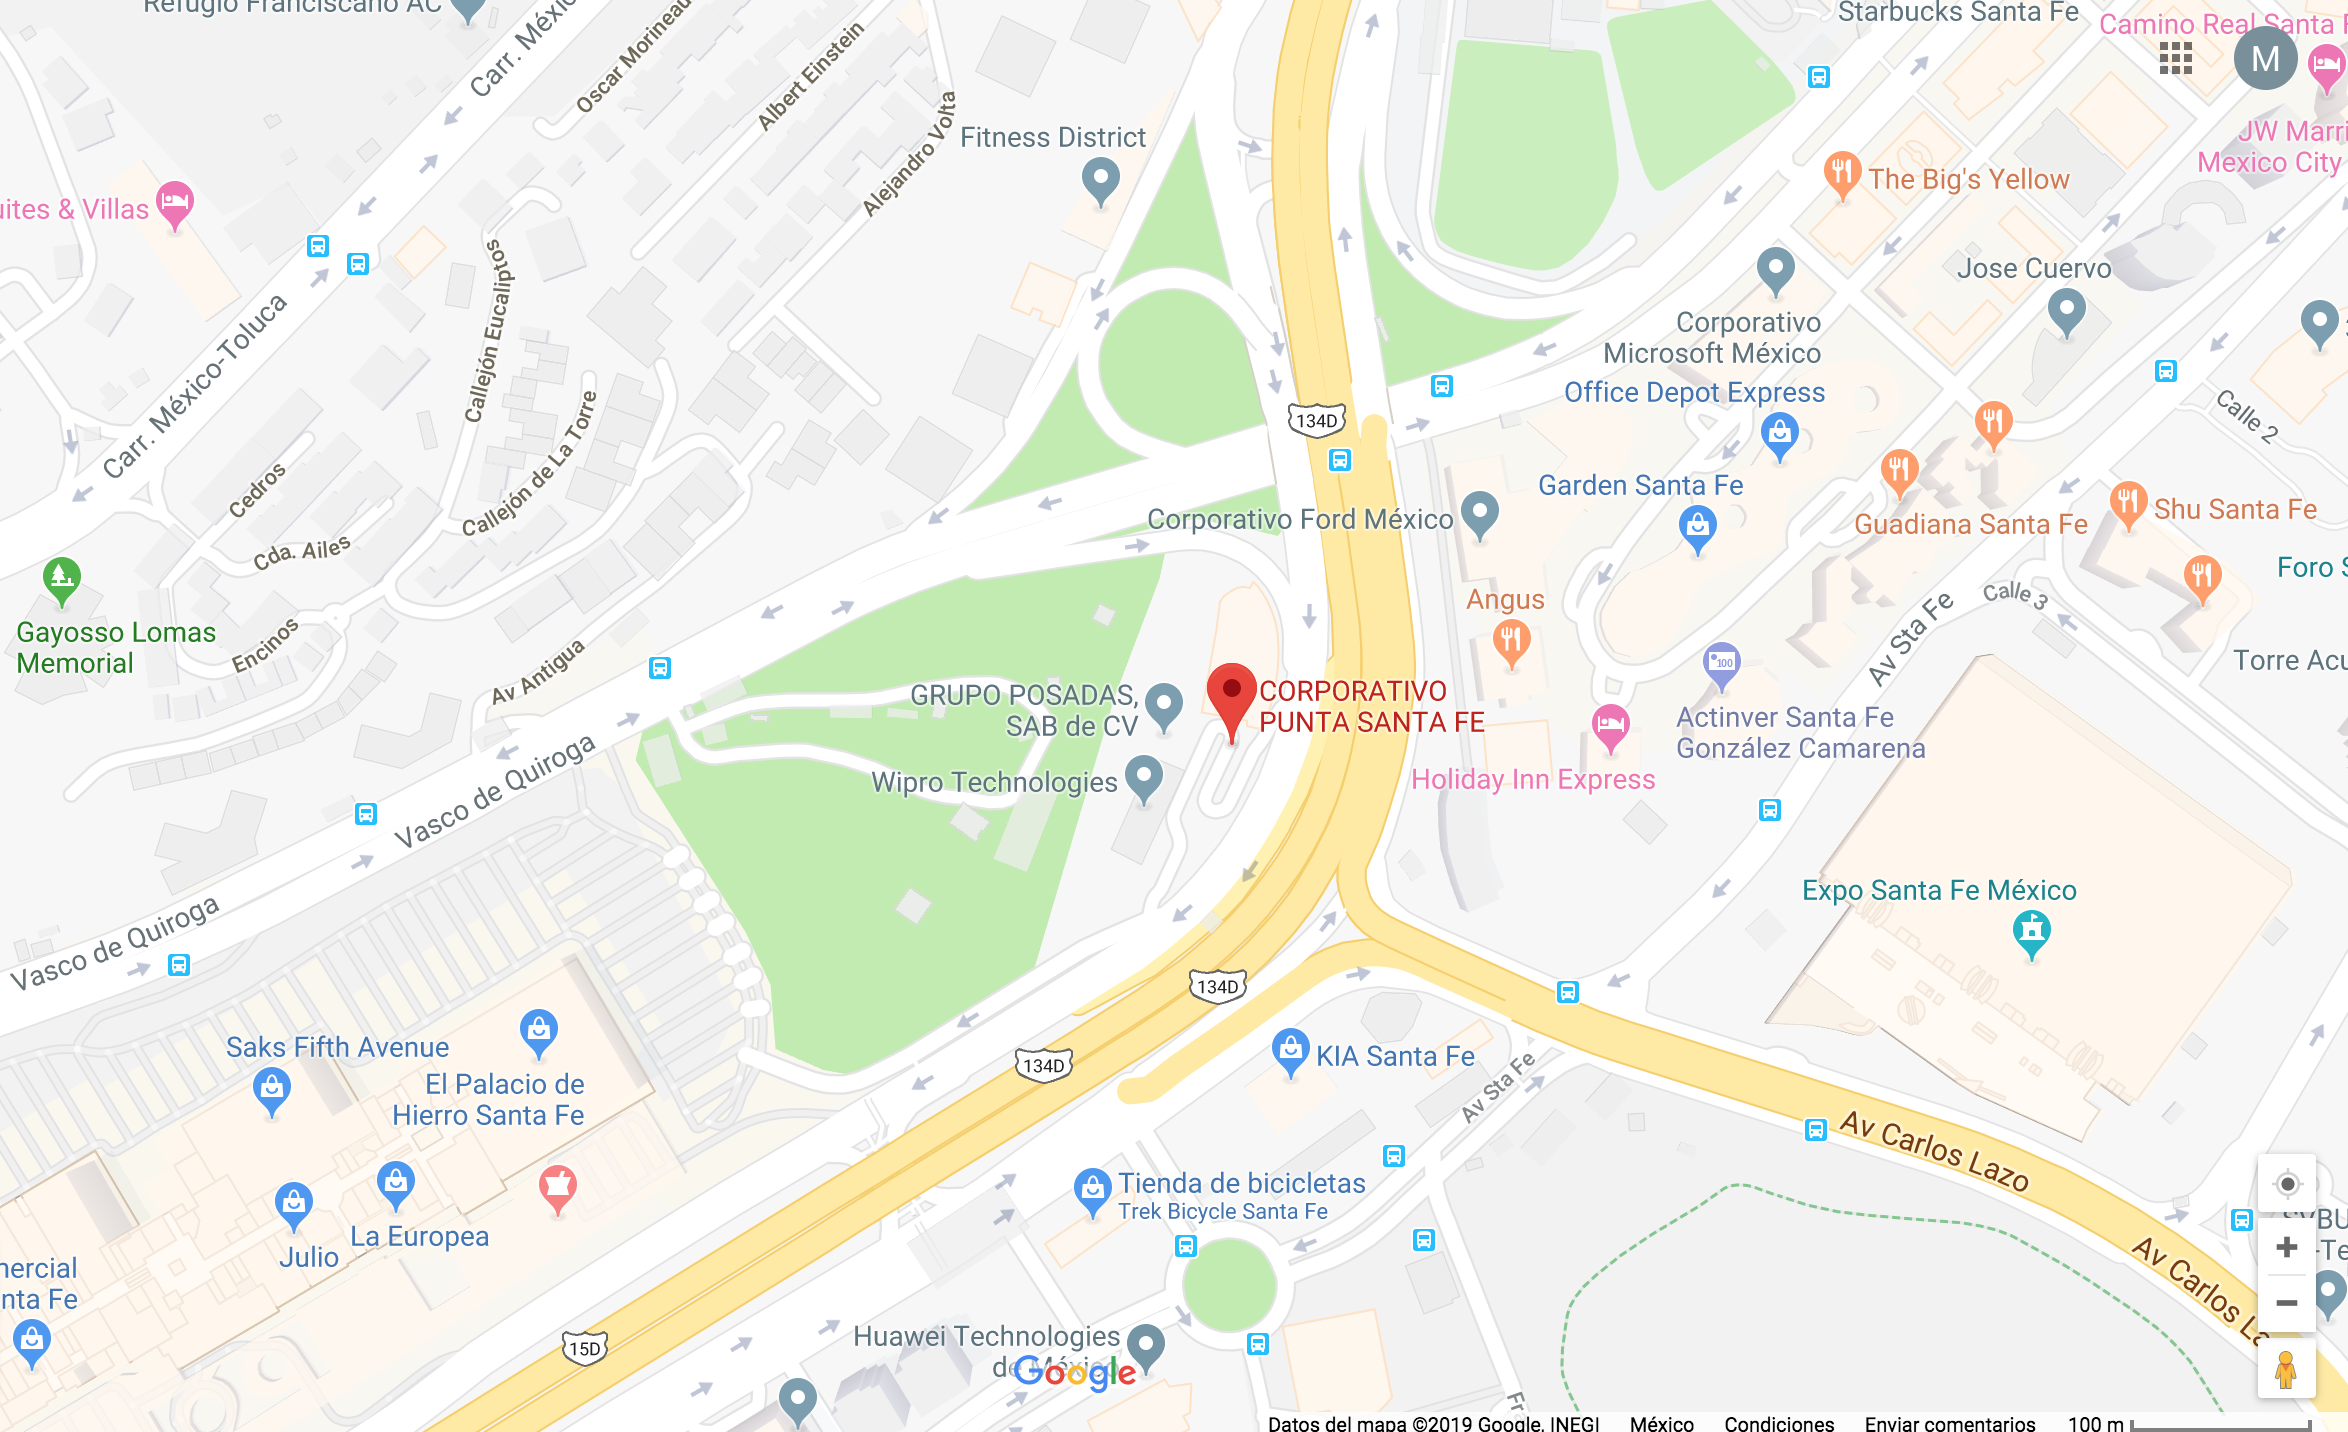 Refugio Franciscano AC
Carr. Méxic
Oscar Morineau
Albert Einstein
Alejandro Volta
Starbucks Santa Fe
Camino Real Santa F
M
Fitness District
JW Marri
Mexico City
The Big's Yellow
uites & Villas
Callejón Eucaliptos
Carr. México-Toluca
Jose Cuervo
Corporativo
Microsoft México
Office Depot Express
Calle 2
134D
Callejón de La Torre
Cedros
Cda. Ailes
Garden Santa Fe
Corporativo Ford México
Guadiana Santa Fe
Shu Santa Fe
Foro S
Calle 3
Angus
Av Sta Fe
Gayosso Lomas
Memorial
Encinos
Av Antigua
Torre Acu
100
GRUPO POSADAS,
SAB de CV
CORPORATIVO
PUNTA SANTA FE
Actinver Santa Fe
González Camarena
Wipro Technologies
Holiday Inn Express
Vasco de Quiroga
Vasco de Quiroga
Expo Santa Fe México
134D
134D
Saks Fifth Avenue
El Palacio de
Hierro Santa Fe
KIA Santa Fe
Av Sta Fe
Av Carlos Lazo
Tienda de bicicletas
Trek Bicycle Santa Fe
La Europea
Julio
mercial
nta Fe
Av Carlos La
-Te
15D
Huawei Technologies
de México
Google
Fr
Datos del mapa ©2019 Google, INEGI México Condiciones Enviar comentarios 100 m